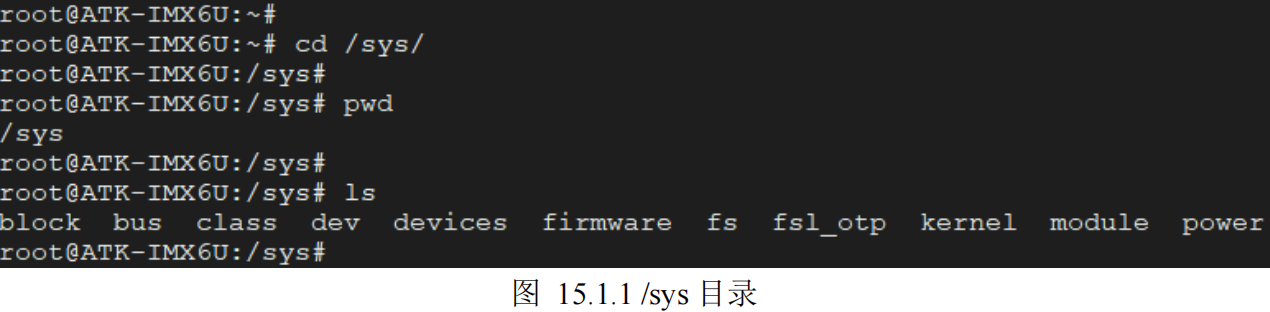 root@ATK-IMX6U:~#
root@ATK-IMX6U:~# cd /sys/
root@ATK-IMX6U:/sys#
root@ATK-IMX6U:/sys# pwd
/sys
root@ATK-IMX6U:/sys#
root@ATK-IMX6U:/sys# ls
block  bus  class  dev  devices  firmware  fs  fsl_otp  kernel  module  power
root@ATK-IMX6U:/sys#
图 15.1.1 /sys 目录